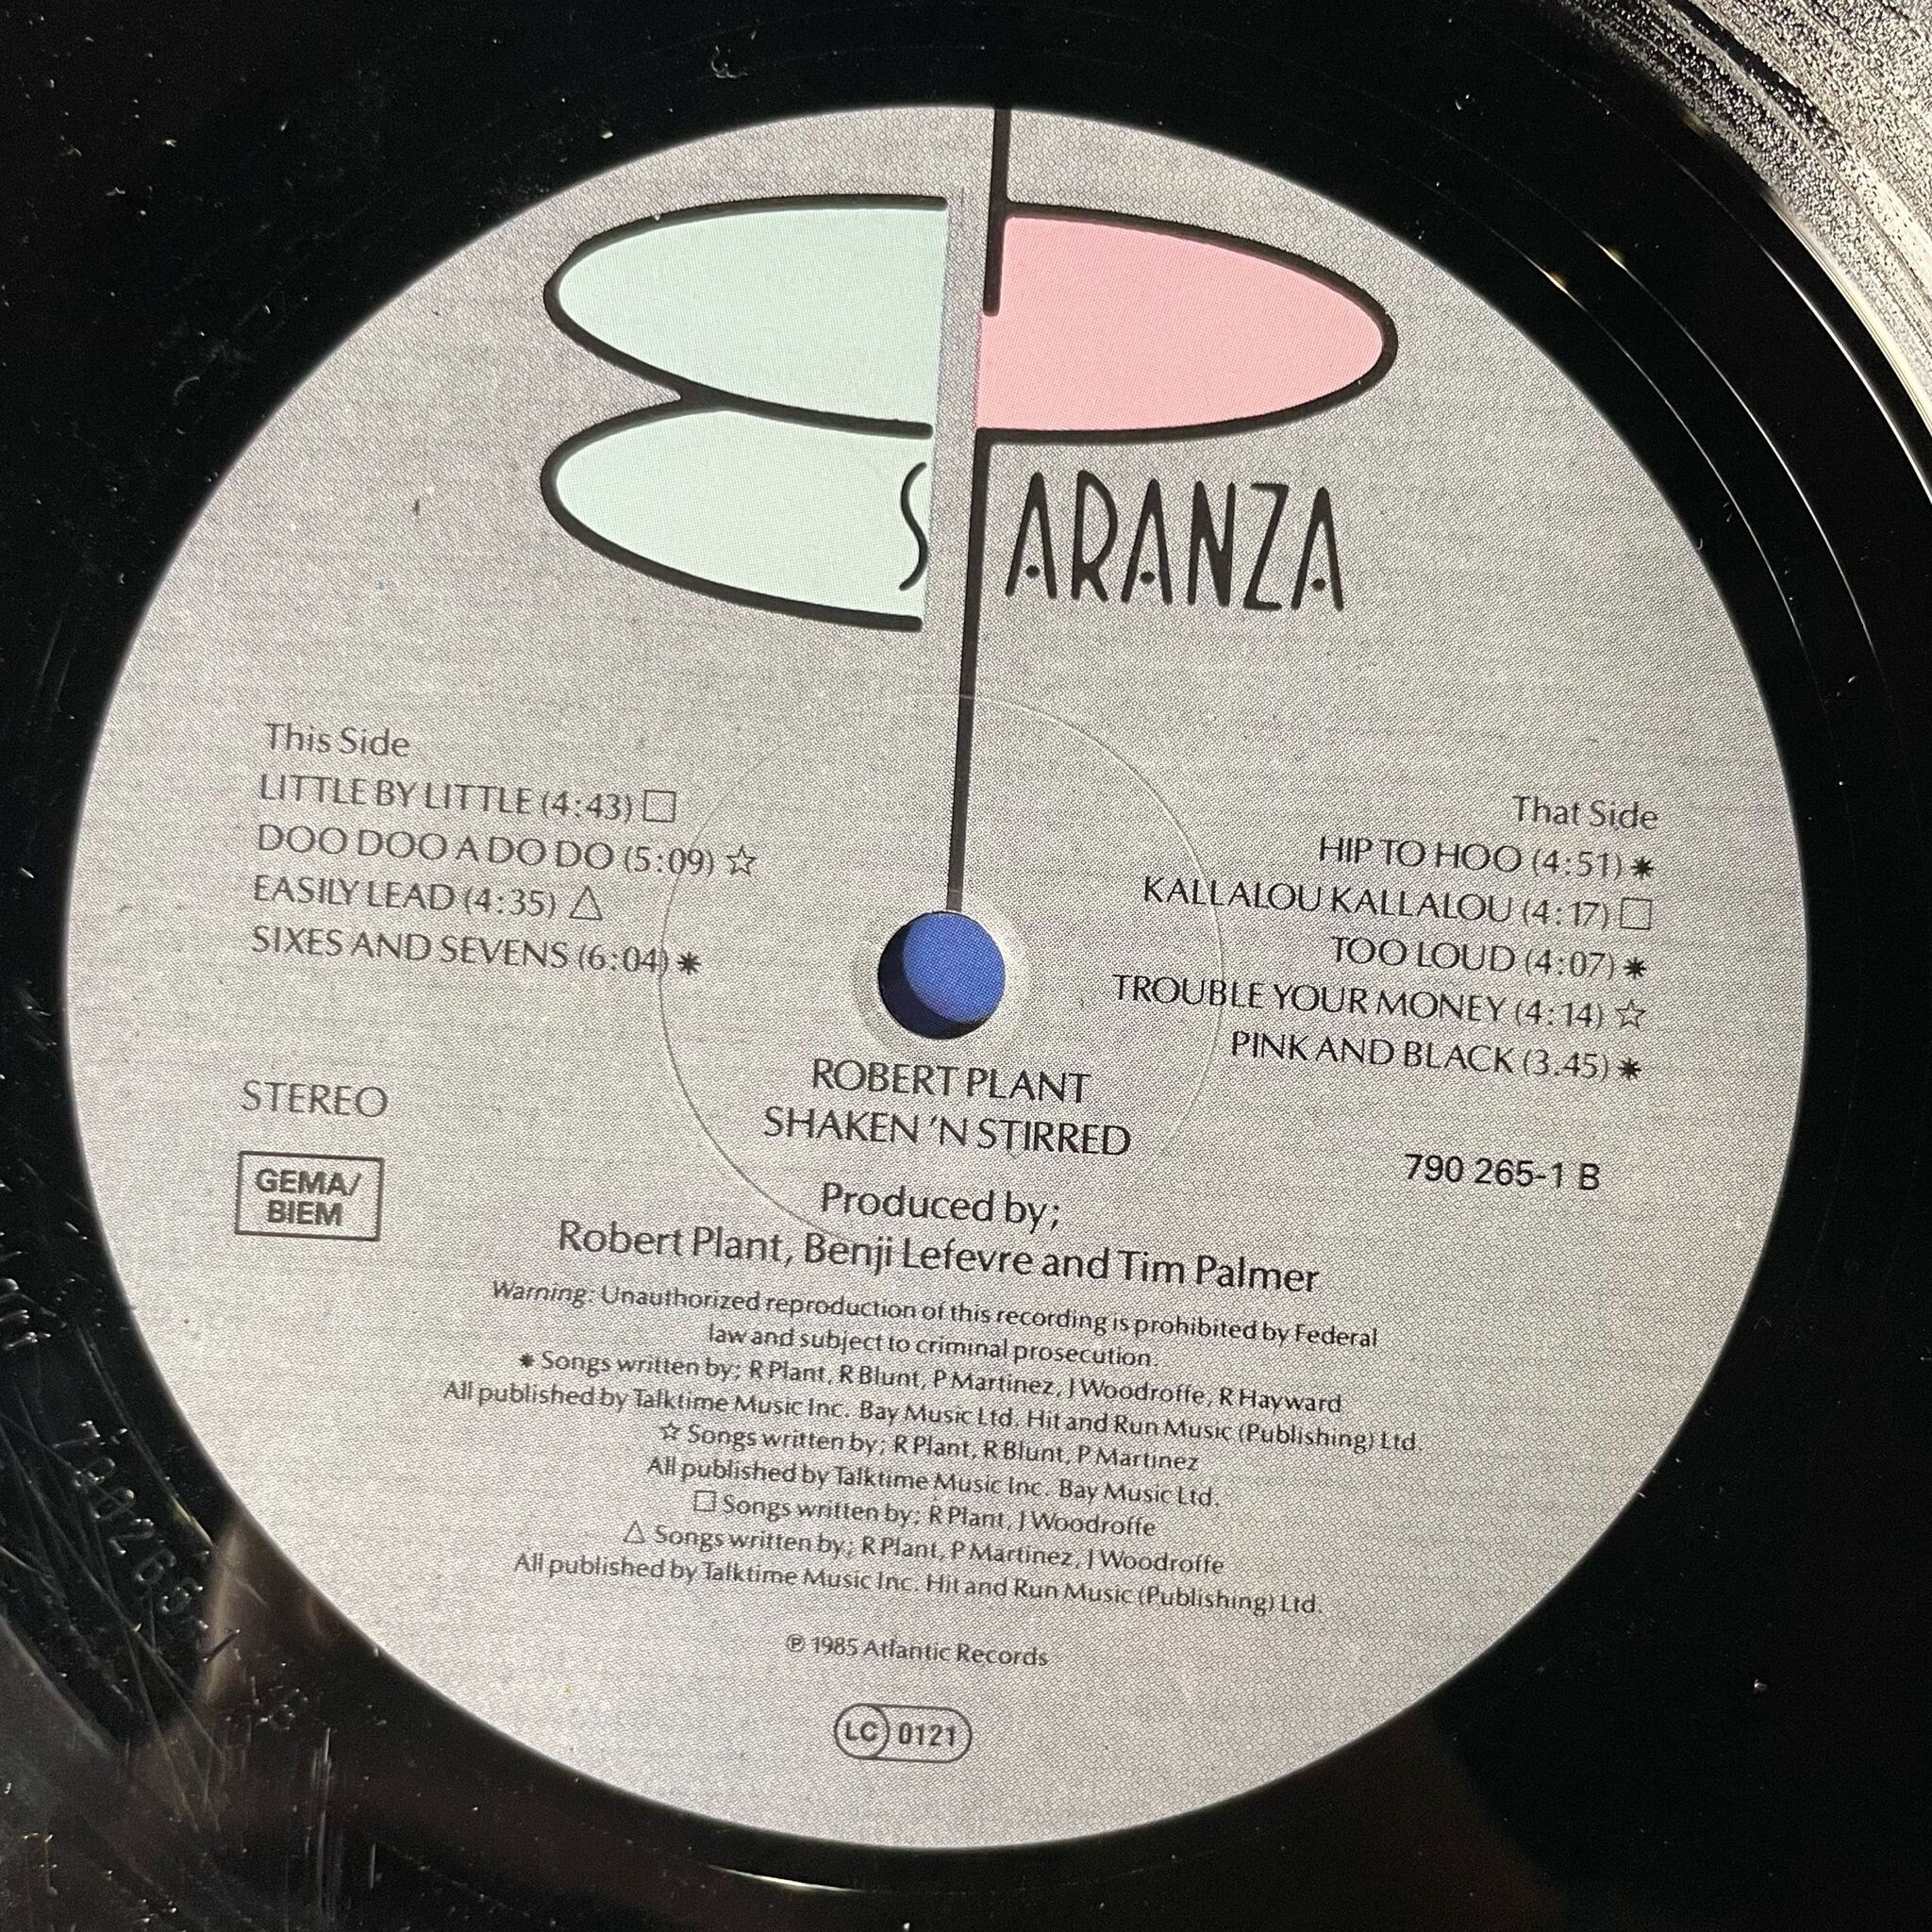 ES PARANZA
This Side
LITTLE BY LITTLE (4:43) □
DOO DOO A DO DO (5:09) ☆
EASILY LEAD (4:35) △
SIXES AND SEVENS (6:04) ✷
That Side
HIP TO HOO (4:51) ✷
KALLALOU KALLALOU (4:17) □
TOO LOUD (4:07) ✷
TROUBLE YOUR MONEY (4:14) ☆
PINK AND BLACK (3.45) ✷
STEREO
GEMA/
BIEM
790 265-1 B
ROBERT PLANT
SHAKEN 'N STIRRED
Produced by;
Robert Plant, Benji Lefevre and Tim Palmer
Warning: Unauthorized reproduction of this recording is prohibited by Federal
law and subject to criminal prosecution.
✷ Songs written by; R Plant, R Blunt, P Martinez, J Woodroffe, R Hayward
All published by Talktime Music Inc. Bay Music Ltd. Hit and Run Music (Publishing) Ltd.
☆ Songs written by; R Plant, R Blunt, P Martinez
All published by Talktime Music Inc. Bay Music Ltd.
□ Songs written by; R Plant, J Woodroffe
△ Songs written by; R Plant, P Martinez, J Woodroffe
All published by Talktime Music Inc. Hit and Run Music (Publishing) Ltd.
℗ 1985 Atlantic Records
LC 0121